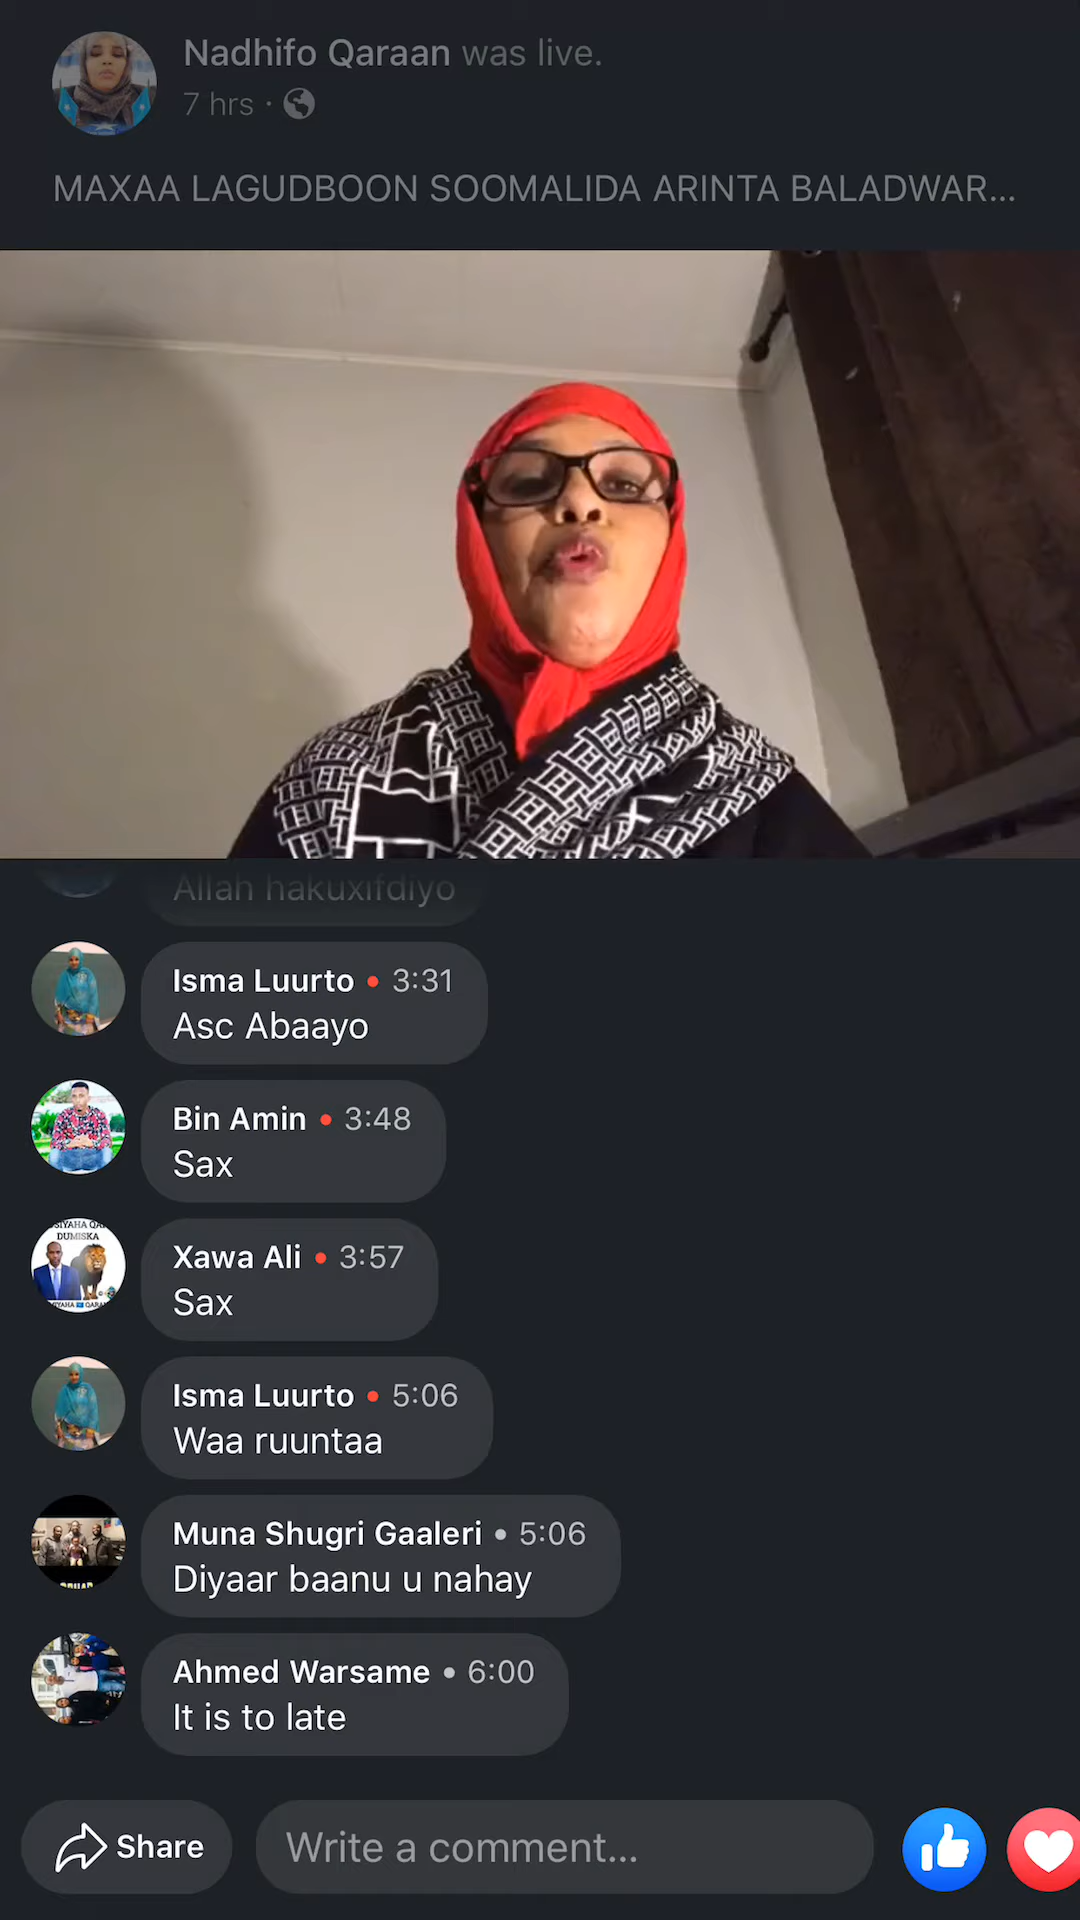 Nadhifo Qaraan was live.
7 hrs ·
MAXAA LAGUDBOON SOOMALIDA ARINTA BALADWAR...
Allah hakuxifdiyo
Isma Luurto • 3:31
Asc Abaayo
Bin Amin • 3:48
Sax
DUMISKA
Xawa Ali • 3:57
Sax
Isma Luurto • 5:06
Waa ruuntaa
Muna Shugri Gaaleri • 5:06
Diyaar baanu u nahay
Ahmed Warsame • 6:00
It is to late
Share
Write a comment...